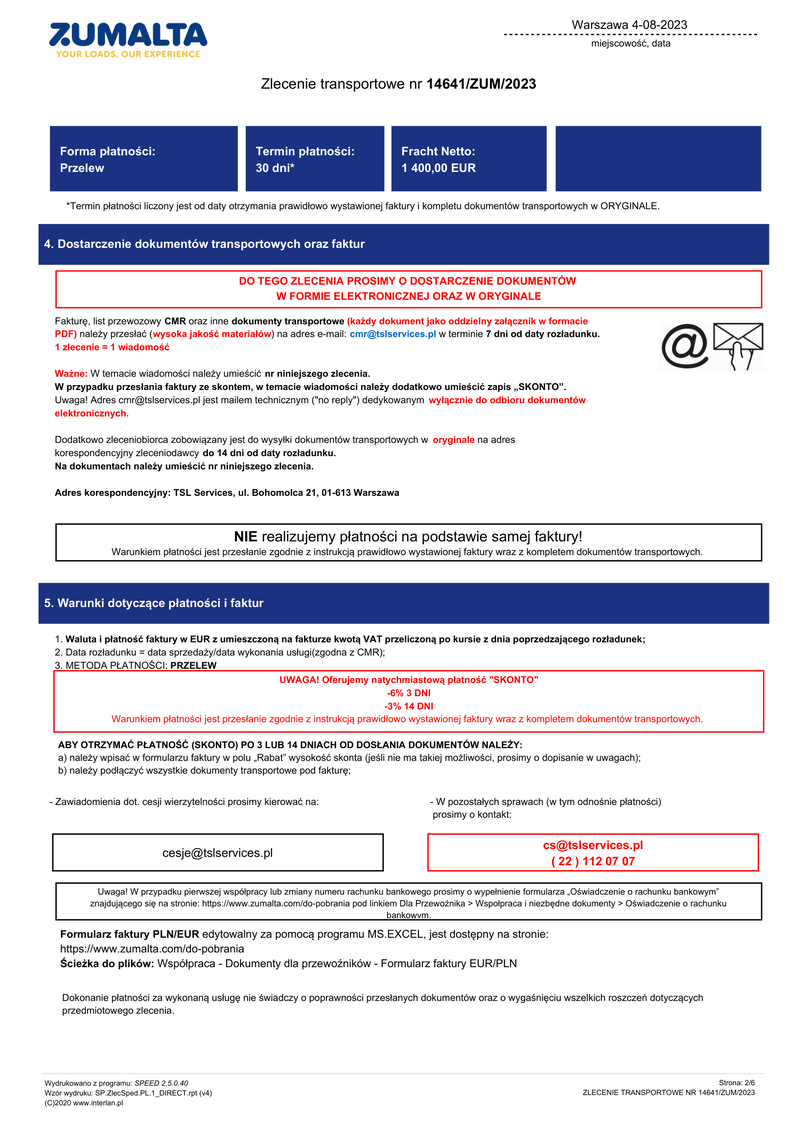 ZUMALTA
YOUR LOADS, OUR EXPERIENCE
Warszawa 4-08-2023
miejscowość, data
Zlecenie transportowe nr 14641/ZUM/2023
Forma płatności:
Przelew
Termin płatności:
30 dni*
Fracht Netto:
1 400,00 EUR
*Termin płatności liczony jest od daty otrzymania prawidłowo wystawionej faktury i kompletu dokumentów transportowych w ORYGINALE.
4. Dostarczenie dokumentów transportowych oraz faktur
DO TEGO ZLECENIA PROSIMY O DOSTARCZENIE DOKUMENTÓW
W FORMIE ELEKTRONICZNEJ ORAZ W ORYGINALE
Fakturę, list przewozowy CMR oraz inne dokumenty transportowe (każdy dokument jako oddzielny załącznik w formacie
PDF) należy przesłać (wysoka jakość materiałów) na adres e-mail: cmr@tslservices.pl w terminie 7 dni od daty rozładunku.
1 zlecenie = 1 wiadomość
@
Ważne: W temacie wiadomości należy umieścić nr niniejszego zlecenia.
W przypadku przesłania faktury ze skontem, w temacie wiadomości należy dodatkowo umieścić zapis „SKONTO”.
Uwaga! Adres cmr@tslservices.pl jest mailem technicznym ("no reply") dedykowanym wyłącznie do odbioru dokumentów
elektronicznych.
Dodatkowo zleceniobiorca zobowiązany jest do wysyłki dokumentów transportowych w oryginale na adres
korespondencyjny zleceniodawcy do 14 dni od daty rozładunku.
Na dokumentach należy umieścić nr niniejszego zlecenia.
Adres korespondencyjny: TSL Services, ul. Bohomolca 21, 01-613 Warszawa
NIE realizujemy płatności na podstawie samej faktury!
Warunkiem płatności jest przesłanie zgodnie z instrukcją prawidłowo wystawionej faktury wraz z kompletem dokumentów transportowych.
5. Warunki dotyczące płatności i faktur
1. Waluta i płatność faktury w EUR z umieszczoną na fakturze kwotą VAT przeliczoną po kursie z dnia poprzedzającego rozładunek;
2. Data rozładunku = data sprzedaży/data wykonania usługi(zgodna z CMR);
3. METODA PŁATNOŚCI: PRZELEW
UWAGA! Oferujemy natychmiastową płatność "SKONTO"
-6% 3 DNI
-3% 14 DNI
Warunkiem płatności jest przesłanie zgodnie z instrukcją prawidłowo wystawionej faktury wraz z kompletem dokumentów transportowych.
ABY OTRZYMAĆ PŁATNOŚĆ (SKONTO) PO 3 LUB 14 DNIACH OD DOSŁANIA DOKUMENTÓW NALEŻY:
a) należy wpisać w formularzu faktury w polu „Rabat” wysokość skonta (jeśli nie ma takiej możliwości, prosimy o dopisanie w uwagach);
b) należy podłączyć wszystkie dokumenty transportowe pod fakturę;
- Zawiadomienia dot. cesji wierzytelności prosimy kierować na:
- W pozostałych sprawach (w tym odnośnie płatności)
prosimy o kontakt:
cesje@tslservices.pl
cs@tslservices.pl
( 22 ) 112 07 07
Uwaga! W przypadku pierwszej współpracy lub zmiany numeru rachunku bankowego prosimy o wypełnienie formularza „Oświadczenie o rachunku bankowym”
znajdującego się na stronie: https://www.zumalta.com/do-pobrania pod linkiem Dla Przewoźnika > Wspołpraca i niezbędne dokumenty > Oświadczenie o rachunku
bankowym.
Formularz faktury PLN/EUR edytowalny za pomocą programu MS.EXCEL, jest dostępny na stronie:
https://www.zumalta.com/do-pobrania
Ścieżka do plików: Współpraca - Dokumenty dla przewoźników - Formularz faktury EUR/PLN
Dokonanie płatności za wykonaną usługę nie świadczy o poprawności przesłanych dokumentów oraz o wygaśnięciu wszelkich roszczeń dotyczących
przedmiotowego zlecenia.
Wydrukowano z programu: SPEED 2.5.0.40
Wzór wydruku: SP.ZlecSped.PL.1_DIRECT.rpt (v4)
(C)2020 www.interlan.pl
Strona: 2/6
ZLECENIE TRANSPORTOWE NR 14641/ZUM/2023